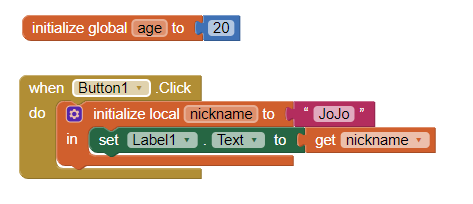 initialize global age to 20
when Button1 .Click
do initialize local nickname to " JoJo "
in set Label1 . Text to get nickname